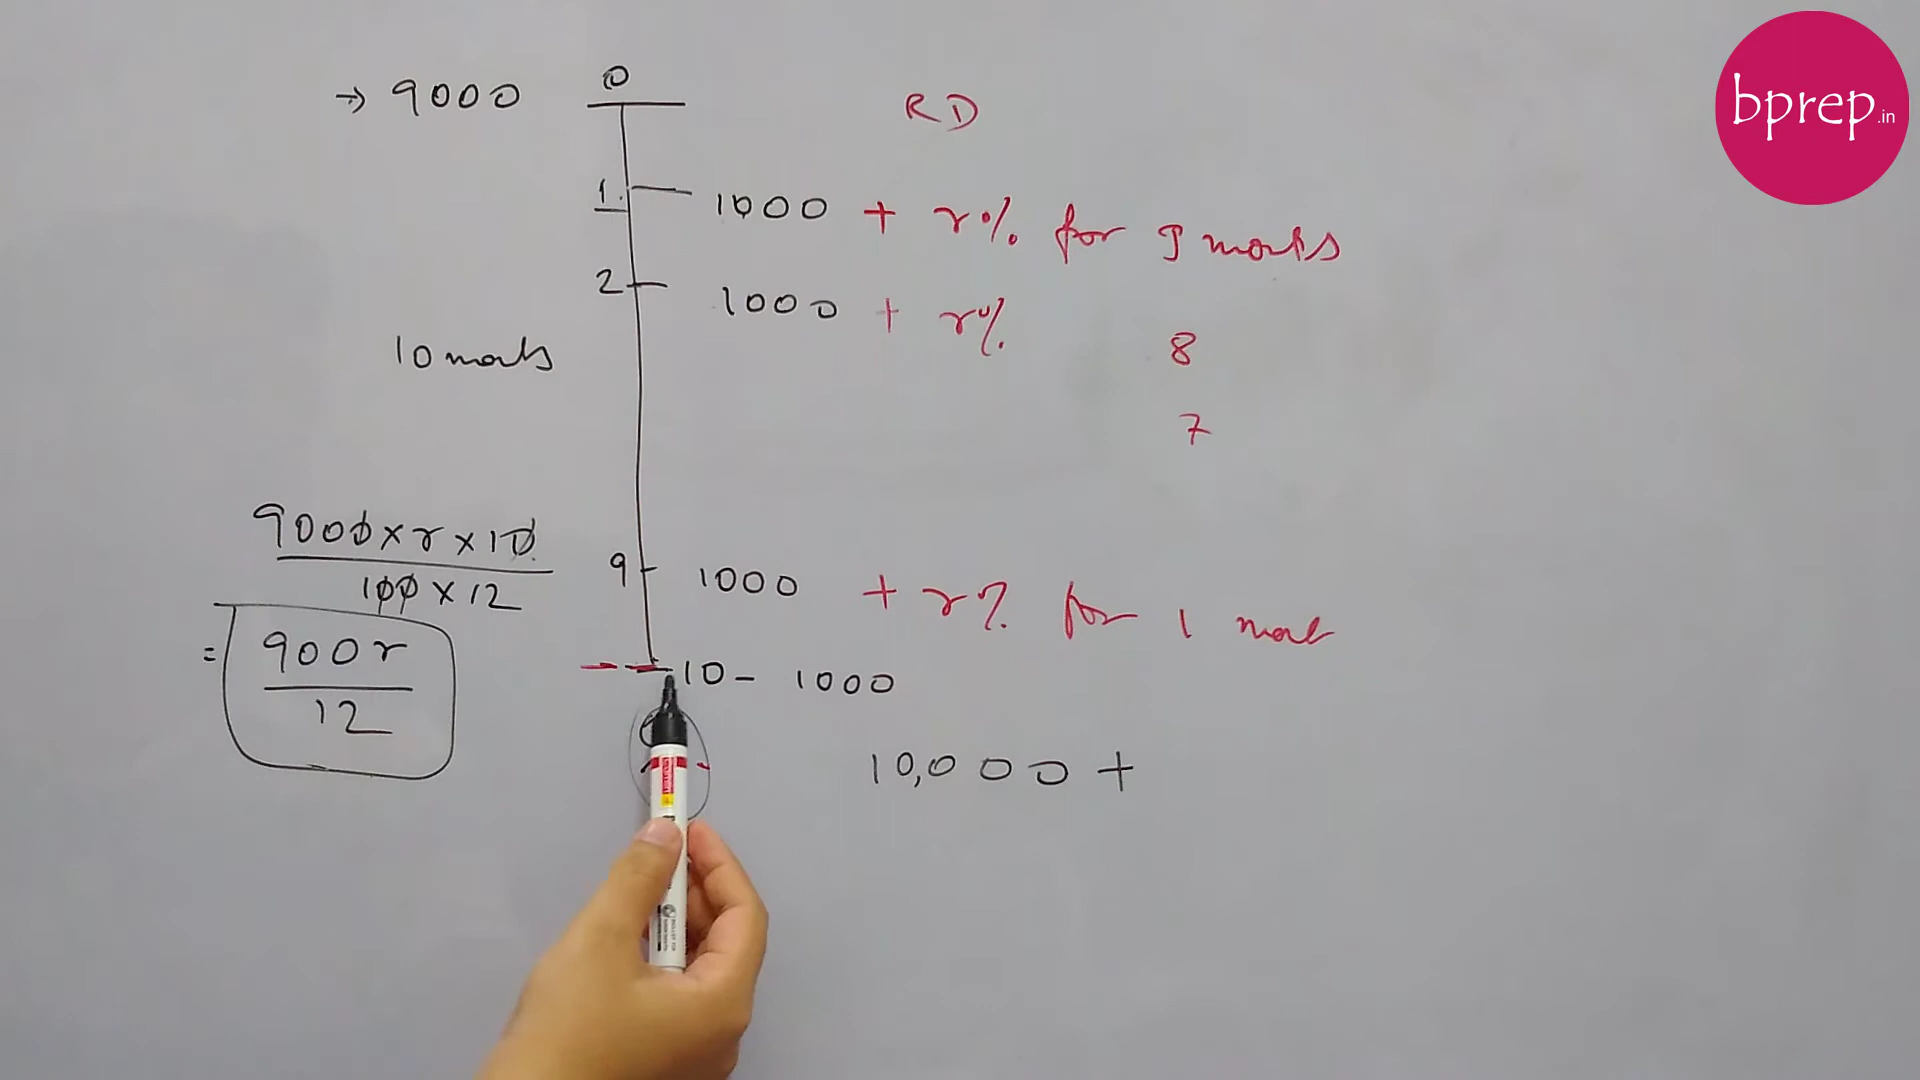 → 9000
0
RD
bprep.in
1.
1000 + r% for 9 months
2
1000 + r%
8
10 months
7
9000 × r × 10
100 × 12
9
1000 + r% for 1 month
= 900r
12
10 - 1000
10,000 +